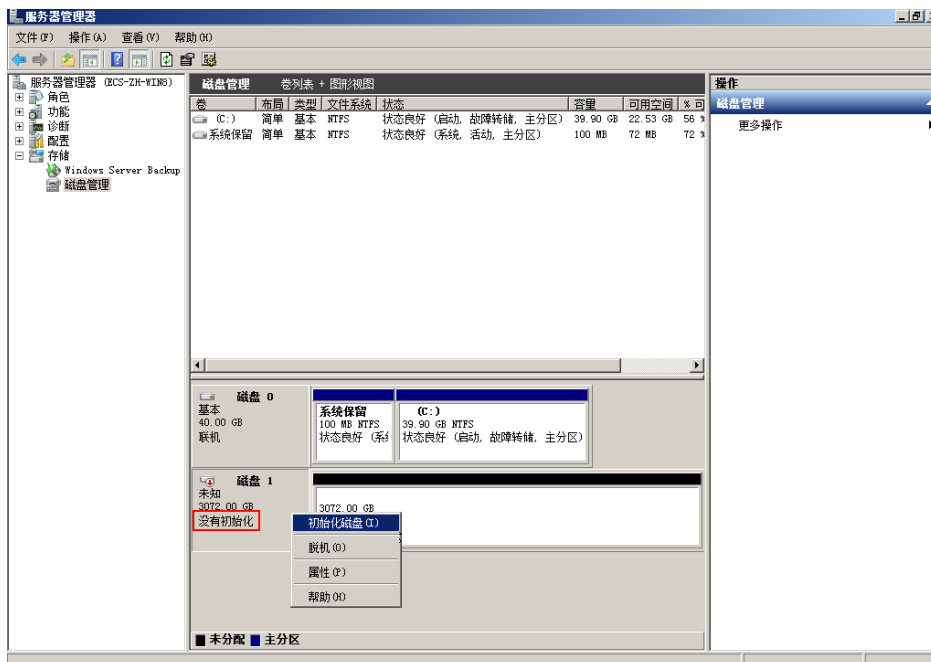 服务器管理器
文件(F) 操作(A) 查看(V) 帮助(H)
服务器管理器 (ECS-ZH-WIN8)
角色
功能
诊断
配置
存储
Windows Server Backup
磁盘管理
磁盘管理 卷列表 + 图形视图
卷 布局 类型 文件系统 状态 容量 可用空间 % 可
(C:) 简单 基本 NTFS 状态良好 (启动, 故障转储, 主分区) 39.90 GB 22.53 GB 56 %
系统保留 简单 基本 NTFS 状态良好 (系统, 活动, 主分区) 100 MB 72 MB 72 %
磁盘 0
基本
40.00 GB
联机
系统保留
100 MB NTFS
状态良好 (系统
(C:)
39.90 GB NTFS
状态良好 (启动, 故障转储, 主分区)
磁盘 1
未知
3072.00 GB
没有初始化
3072.00 GB
初始化磁盘(I)
脱机(O)
属性(P)
帮助(H)
未分配 主分区
操作
磁盘管理
更多操作